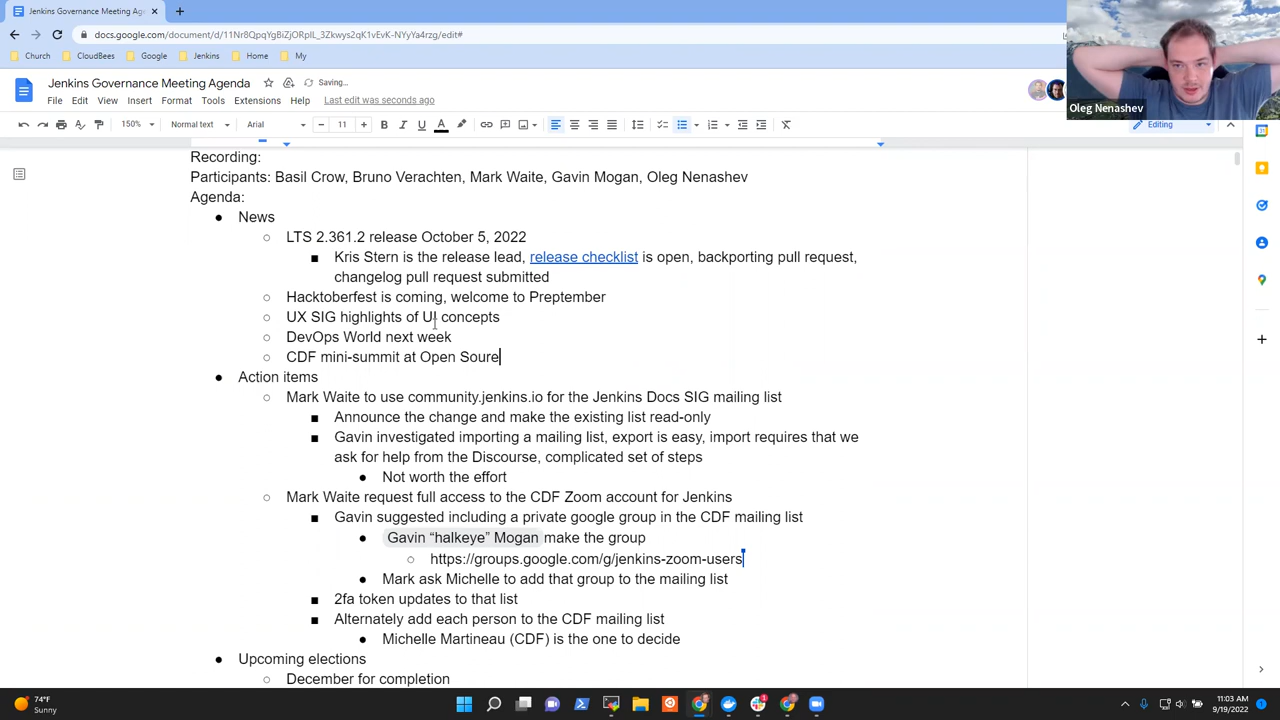 Jenkins Governance Meeting Ag
docs.google.com/document/d/11Nr8QpqYgBiZjORplL_3Zkwys2qK1vEvK-NYyYa4rzg/edit#
Church CloudBees Google Jenkins Home My
Jenkins Governance Meeting Agenda
Saving...
File Edit View Insert Format Tools Extensions Help Last edit was seconds ago
150% Normal text Arial 11
Editing
Oleg Nenashev
Recording:
Participants: Basil Crow, Bruno Verachten, Mark Waite, Gavin Mogan, Oleg Nenashev
Agenda:
● News
○ LTS 2.361.2 release October 5, 2022
■ Kris Stern is the release lead, release checklist is open, backporting pull request,
changelog pull request submitted
○ Hacktoberfest is coming, welcome to Preptember
○ UX SIG highlights of UI concepts
○ DevOps World next week
○ CDF mini-summit at Open Soure
● Action items
○ Mark Waite to use community.jenkins.io for the Jenkins Docs SIG mailing list
■ Announce the change and make the existing list read-only
■ Gavin investigated importing a mailing list, export is easy, import requires that we
ask for help from the Discourse, complicated set of steps
● Not worth the effort
○ Mark Waite request full access to the CDF Zoom account for Jenkins
■ Gavin suggested including a private google group in the CDF mailing list
● Gavin “halkeye” Mogan make the group
○ https://groups.google.com/g/jenkins-zoom-users
● Mark ask Michelle to add that group to the mailing list
■ 2fa token updates to that list
■ Alternately add each person to the CDF mailing list
● Michelle Martineau (CDF) is the one to decide
● Upcoming elections
○ December for completion
74°F
Sunny
11:03 AM
9/19/2022